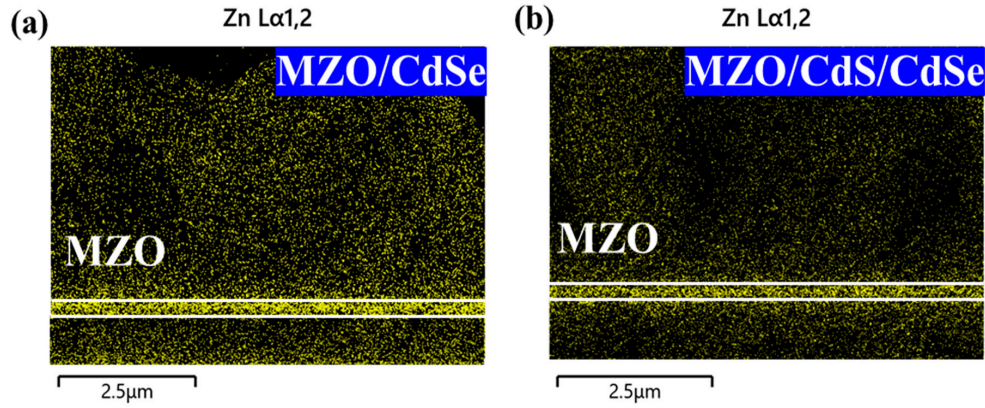 (a)
Zn Lα1,2
MZO/CdSe
MZO
2.5μm
(b)
Zn Lα1,2
MZO/CdS/CdSe
MZO
2.5μm